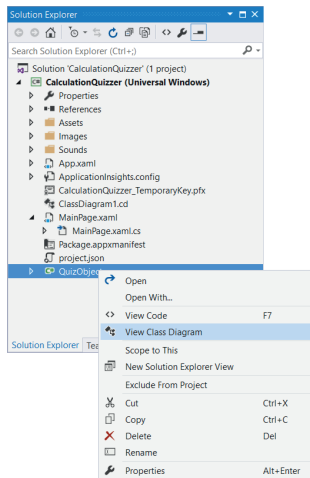 Solution Explorer
Search Solution Explorer (Ctrl+;)
Solution 'CalculationQuizzer' (1 project)
CalculationQuizzer (Universal Windows)
Properties
References
Assets
Images
Sounds
App.xaml
ApplicationInsights.config
CalculationQuizzer_TemporaryKey.pfx
ClassDiagram1.cd
MainPage.xaml
MainPage.xaml.cs
Package.appxmanifest
project.json
QuizObjec
Open
Open With...
View Code F7
View Class Diagram
Scope to This
New Solution Explorer View
Exclude From Project
Cut Ctrl+X
Copy Ctrl+C
Delete Del
Rename
Properties Alt+Enter
Solution Explorer Tea